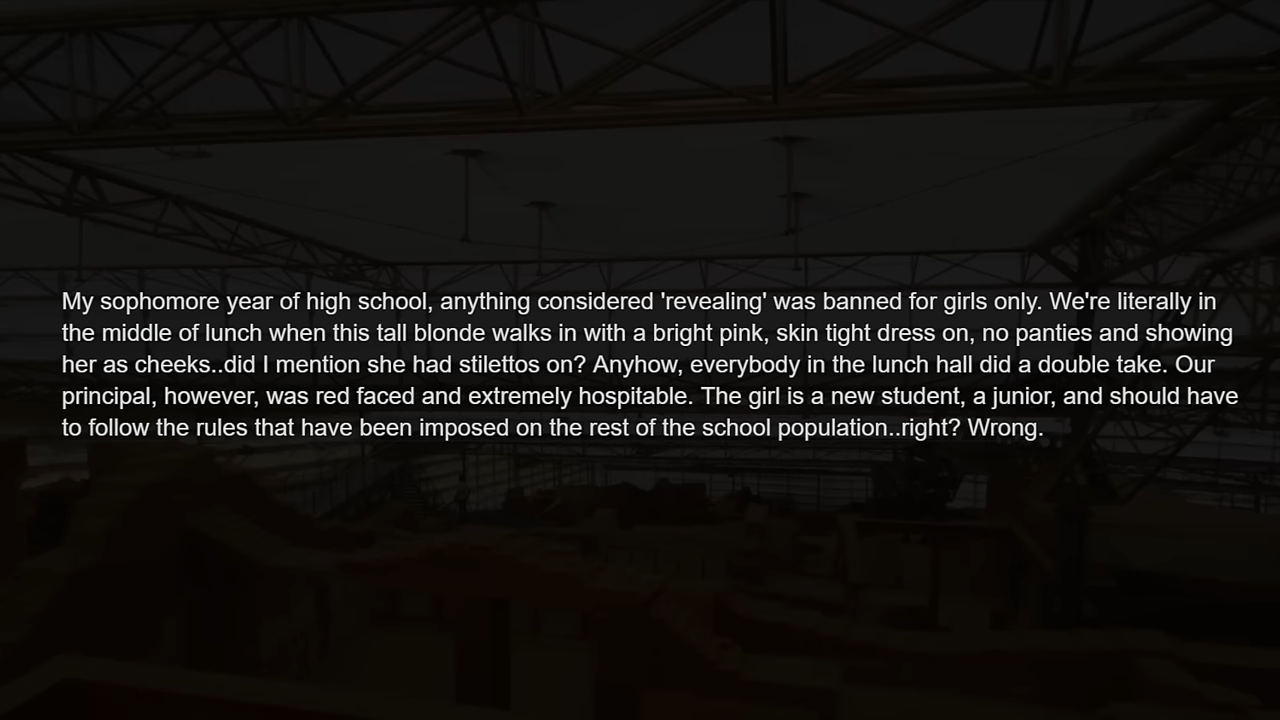 My sophomore year of high school, anything considered 'revealing' was banned for girls only. We're literally in
the middle of lunch when this tall blonde walks in with a bright pink, skin tight dress on, no panties and showing
her as cheeks..did I mention she had stilettos on? Anyhow, everybody in the lunch hall did a double take. Our
principal, however, was red faced and extremely hospitable. The girl is a new student, a junior, and should have
to follow the rules that have been imposed on the rest of the school population..right? Wrong.